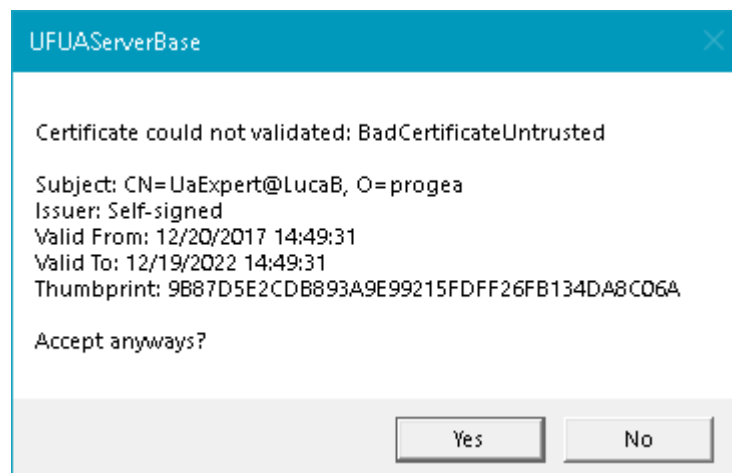 UFUAServerBase
Certificate could not validated: BadCertificateUntrusted
Subject: CN=UaExpert@LucaB, O=progea
Issuer: Self-signed
Valid From: 12/20/2017 14:49:31
Valid To: 12/19/2022 14:49:31
Thumbprint: 9B87D5E2CDB893A9E99215FDFF26FB134DA8C06A
Accept anyways?
Yes
No